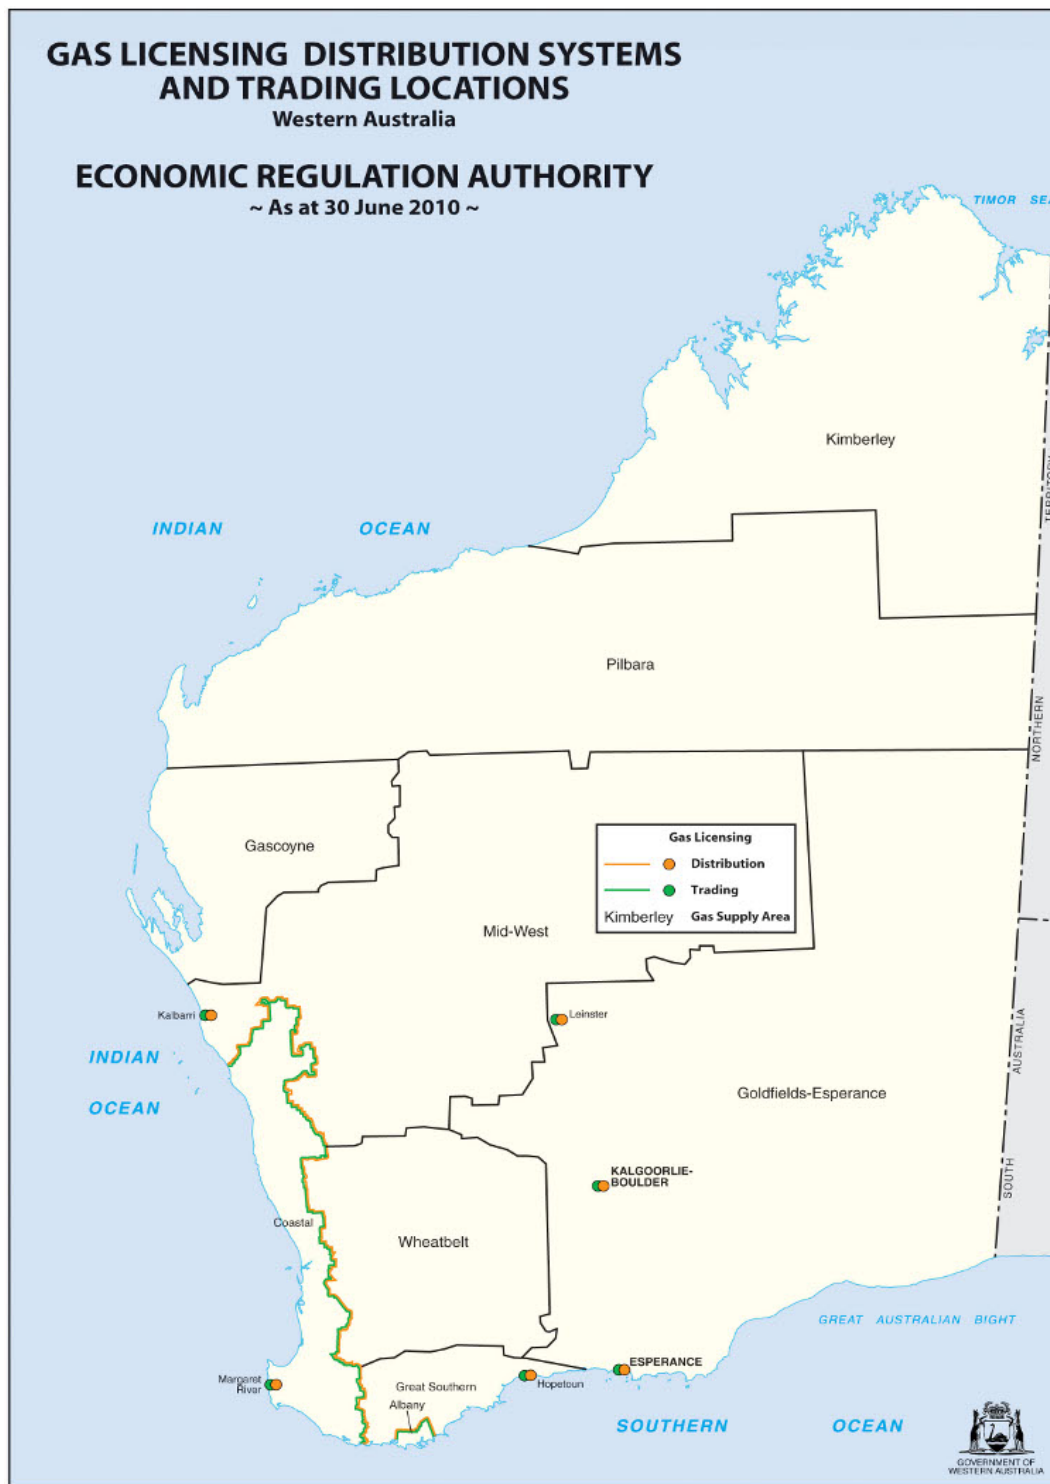 GAS LICENSING DISTRIBUTION SYSTEMS
AND TRADING LOCATIONS
Western Australia
ECONOMIC REGULATION AUTHORITY
~ As at 30 June 2010 ~
TIMOR SEA
Kimberley
TERRITORY
INDIAN OCEAN
Pilbara
NORTHERN
Gascoyne
Gas Licensing
Distribution
Trading
Kimberley Gas Supply Area
Mid-West
Kalbarri
Leinster
AUSTRALIA
INDIAN
OCEAN
Goldfields-Esperance
KALGOORLIE-
BOULDER
SOUTH
Coastal
Wheatbelt
GREAT AUSTRALIAN BIGHT
ESPERANCE
Margaret
River
Hopetoun
Great Southern
Albany
SOUTHERN OCEAN
GOVERNMENT OF
WESTERN AUSTRALIA